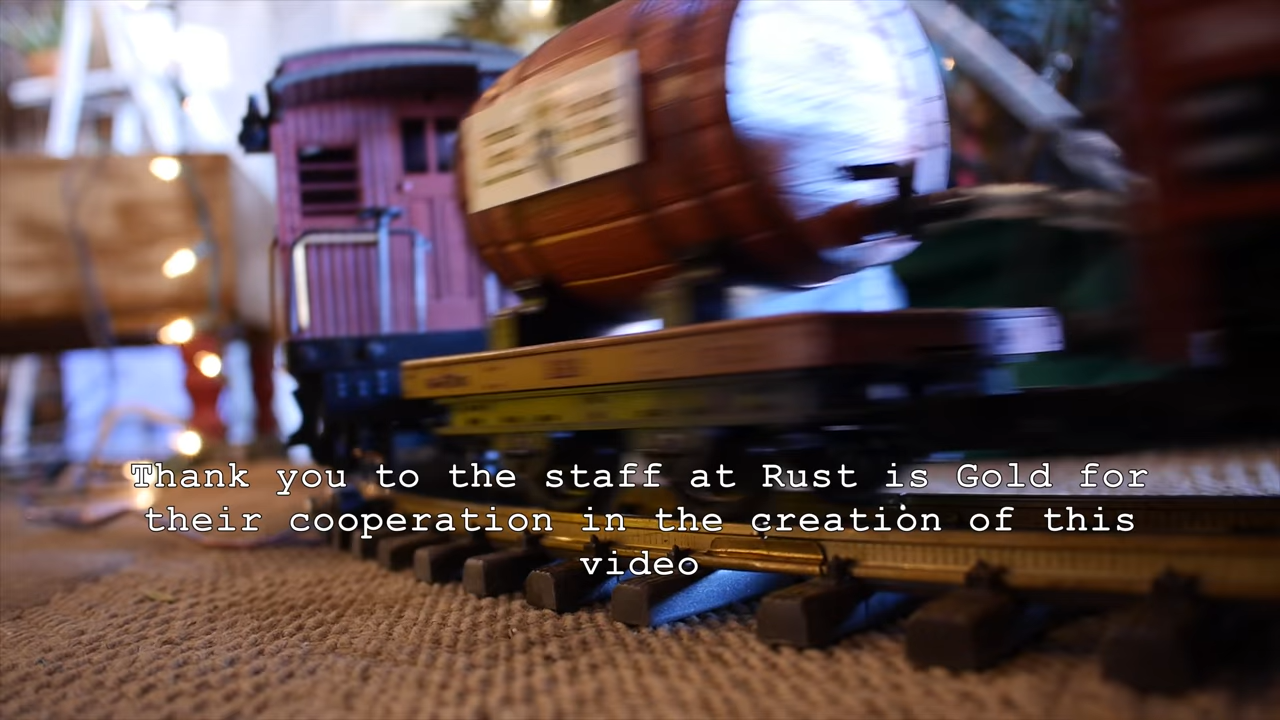 Thank you to the staff at Rust is Gold for
their cooperation in the creation of this
video